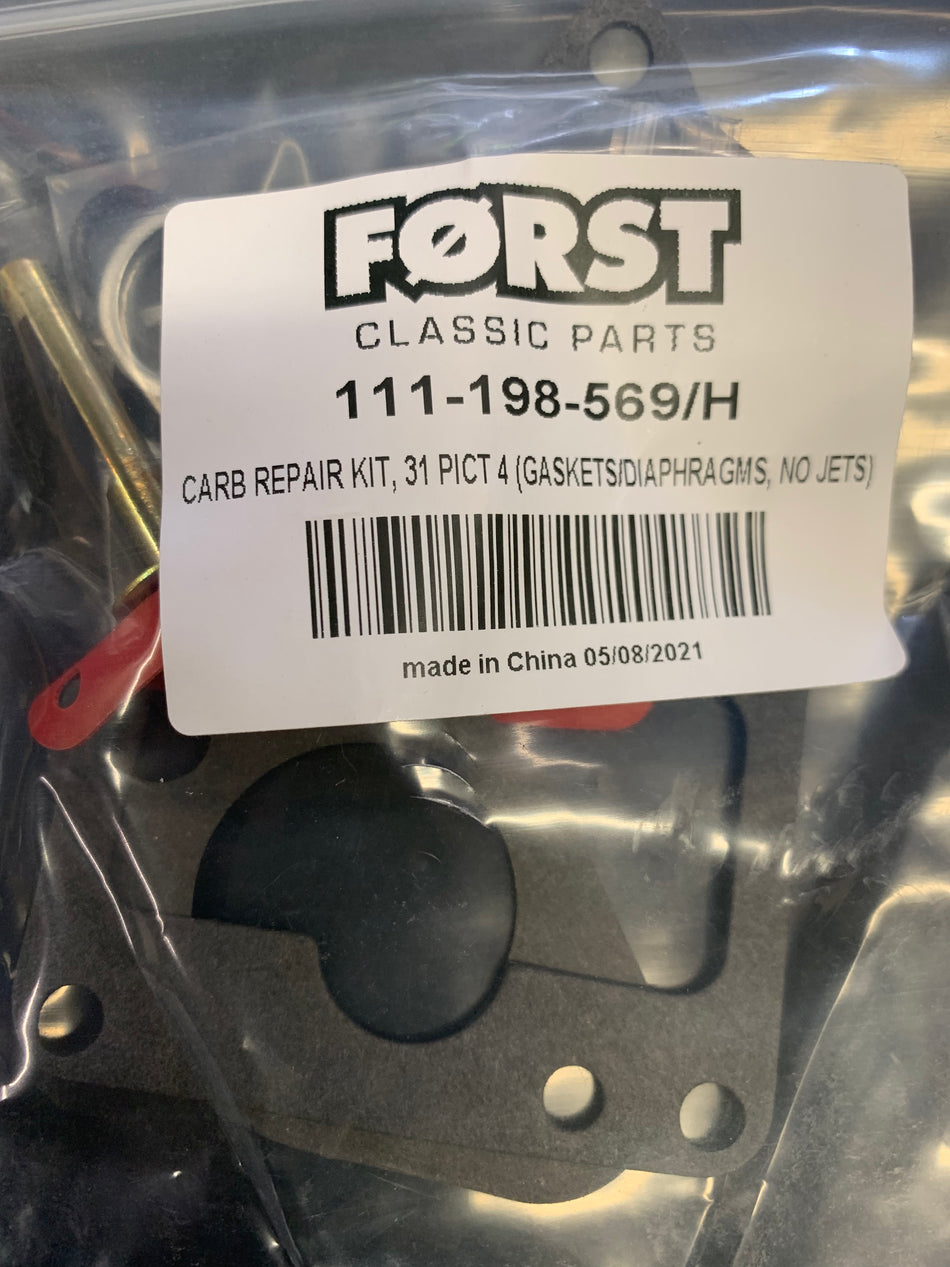 FØRST
CLASSIC PARTS
111-198-569/H
CARB REPAIR KIT, 31 PICT 4 (GASKETS/DIAPHRAGMS, NO JETS)
made in China 05/08/2021